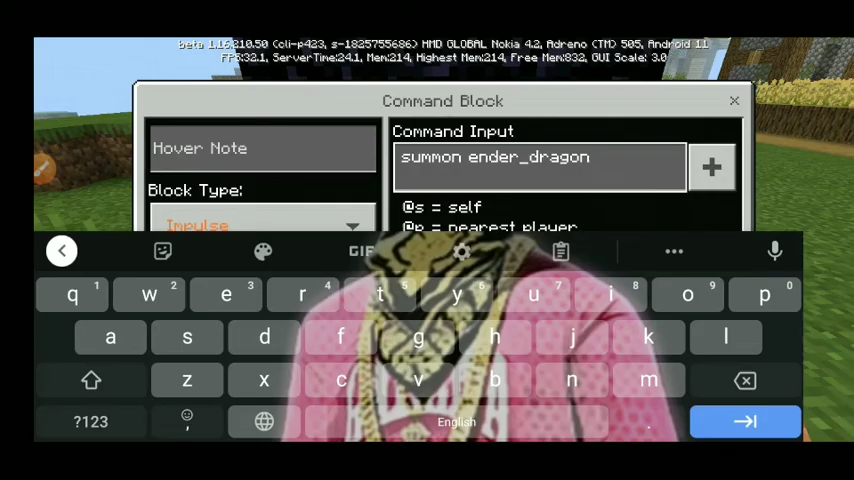 beta 1.16.210.50 (cli-p423, s-1825755686) HMD GLOBAL Nokia 4.2, Adreno (TM) 505, Android 11
FPS:32.1, ServerTime:24.1, Mem:214, Highest Mem:214, Free Mem:832, GUI Scale: 3.0
Command Block
Hover Note
Command Input
summon ender_dragon
Block Type:
@s = self
Impulse
@p = nearest player
GIF
q 1 w 2 e 3 r 4 t 5 y 6 u 7 i 8 o 9 p 0
a s d f g h j k l
z x c v b n m
?123 , English .